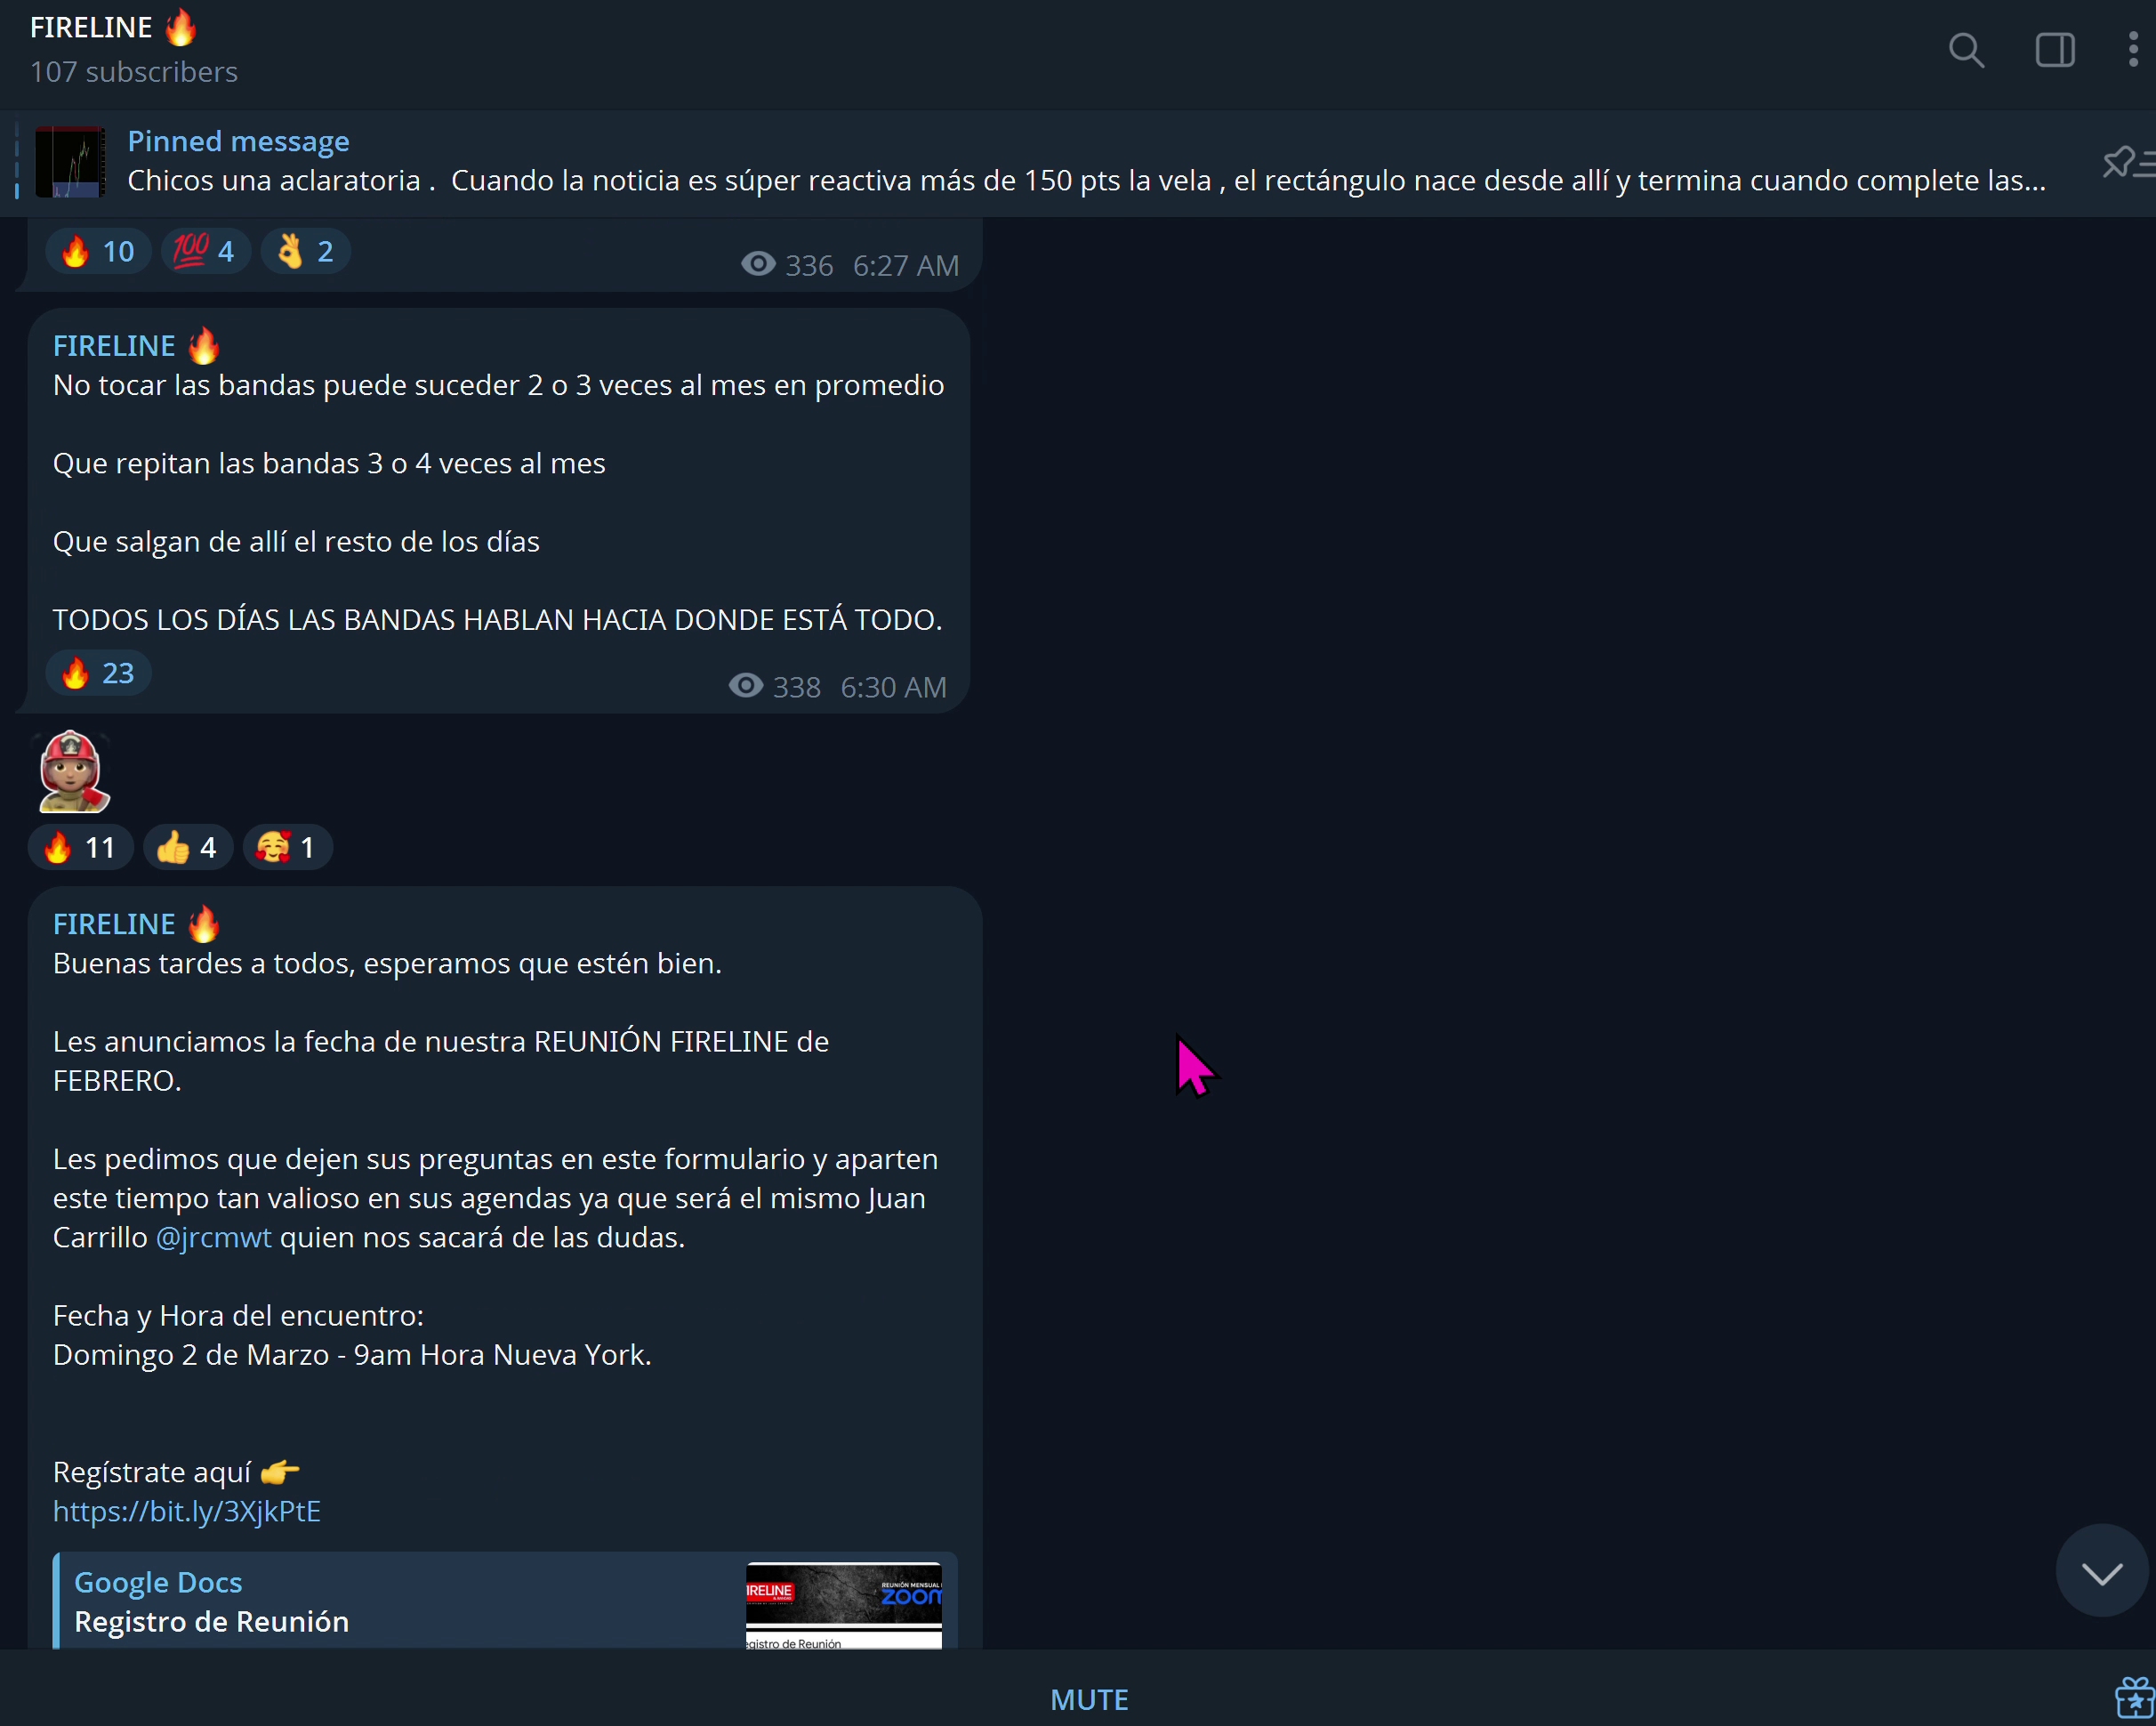 FIRELINE 🔥
107 subscribers
Pinned message
Chicos una aclaratoria .  Cuando la noticia es súper reactiva más de 150 pts la vela , el rectángulo nace desde allí y termina cuando complete las...
🔥 10 💯 4 👌 2
336 6:27 AM
FIRELINE 🔥
No tocar las bandas puede suceder 2 o 3 veces al mes en promedio
Que repitan las bandas 3 o 4 veces al mes
Que salgan de allí el resto de los días
TODOS LOS DÍAS LAS BANDAS HABLAN HACIA DONDE ESTÁ TODO.
🔥 23
338 6:30 AM
🔥 11 👍 4 🥰 1
FIRELINE 🔥
Buenas tardes a todos, esperamos que estén bien.
Les anunciamos la fecha de nuestra REUNIÓN FIRELINE de
FEBRERO.
Les pedimos que dejen sus preguntas en este formulario y aparten
este tiempo tan valioso en sus agendas ya que será el mismo Juan
Carrillo @jrcmwt quien nos sacará de las dudas.
Fecha y Hora del encuentro:
Domingo 2 de Marzo - 9am Hora Nueva York.
Regístrate aquí 👉
https://bit.ly/3XjkPtE
Google Docs
Registro de Reunión
IRELINE
REUNIÓN MENSUAL
zoom
egistro de Reunión
MUTE